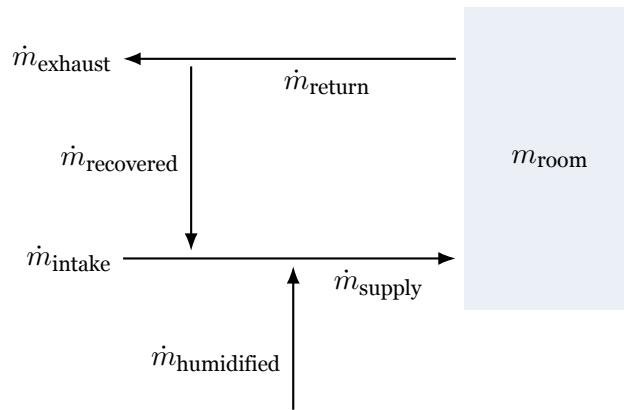 ṁexhaust
ṁreturn
ṁrecovered
mroom
ṁintake
ṁsupply
ṁhumidified